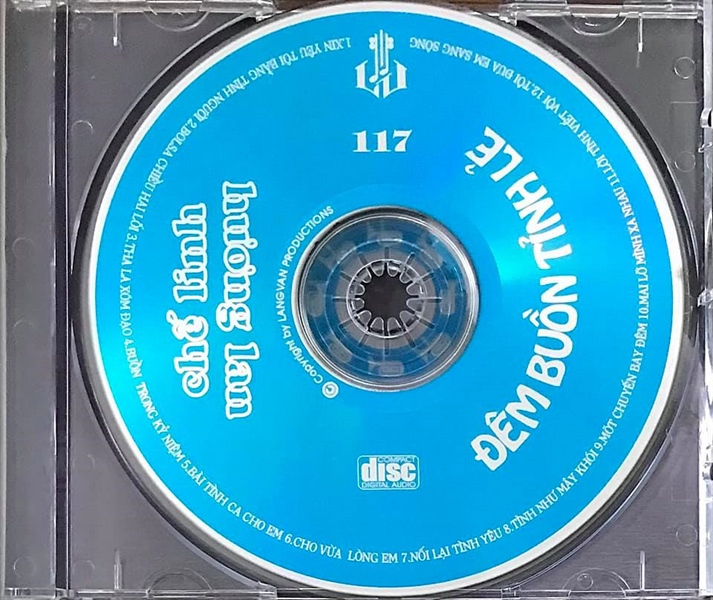 117
ĐÊM BUỒN TỈNH LẺ
chế linh
hương lan
© Copyright by LANGVAN PRODUCTIONS
COMPACT
disc
DIGITAL AUDIO
1.XIN YÊU TÔI BẰNG TÌNH NGƯỜI 2.BOLSA CHIỀU HAI LỐI 3.THA LA XÓM ĐẠO 4.BUỒN TRONG KỶ NIỆM 5.BÀI TÌNH CA CHO EM 6.CHO VỪA LÒNG EM 7.NỐI LẠI TÌNH YÊU 8.TÌNH NHƯ MÂY KHÓI 9.MỘT CHUYẾN BAY ĐÊM 10.MAI LỠ MÌNH XA NHAU 11.LỜI TÌNH VIẾT VỘI 12.TÔI ĐƯA EM SANG SÔNG